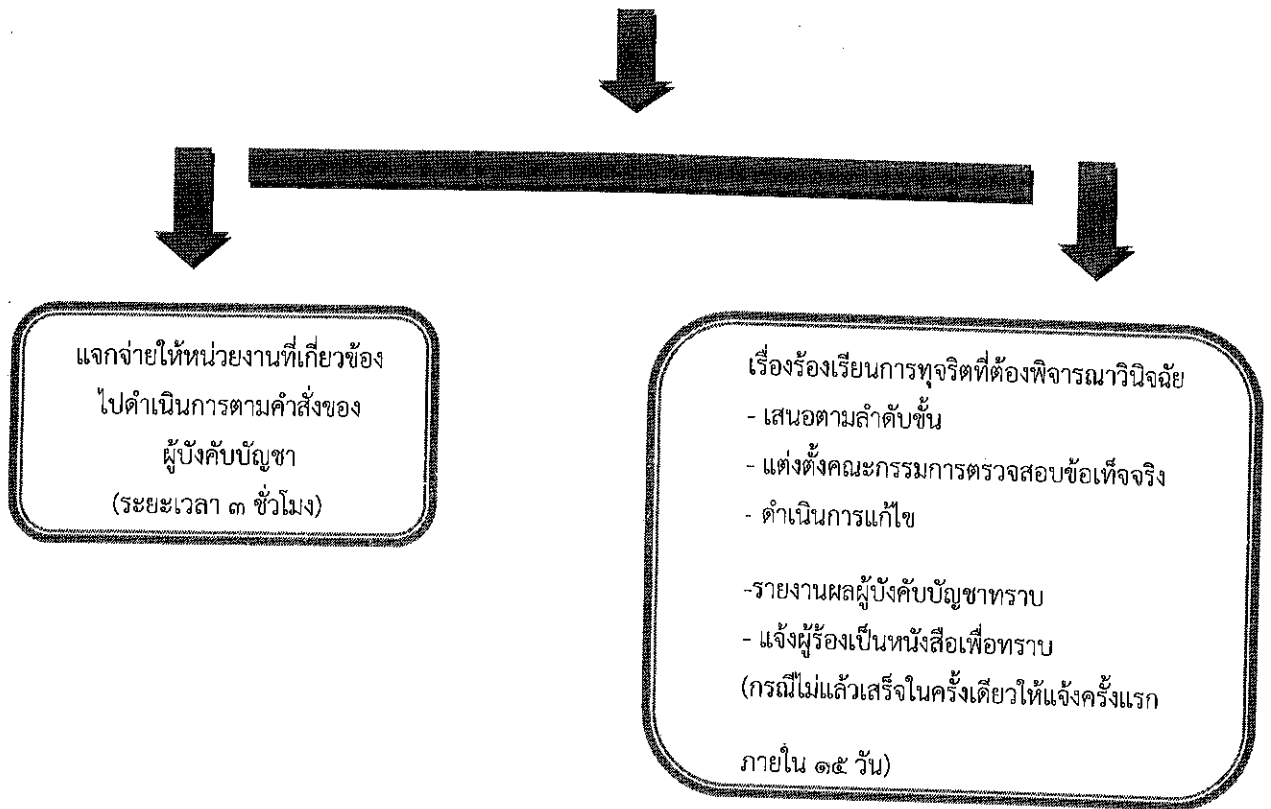 แจกจ่ายให้หน่วยงานที่เกี่ยวข้อง
ไปดำเนินการตามคำสั่งของ
ผู้บังคับบัญชา
(ระยะเวลา ๓ ชั่วโมง)
เรื่องร้องเรียนการทุจริตที่ต้องพิจารณาวินิจฉัย
- เสนอตามลำดับชั้น
- แต่งตั้งคณะกรรมการตรวจสอบข้อเท็จจริง
- ดำเนินการแก้ไข
-รายงานผลผู้บังคับบัญชาทราบ
- แจ้งผู้ร้องเป็นหนังสือเพื่อทราบ
(กรณีไม่แล้วเสร็จในครั้งเดียวให้แจ้งครั้งแรก
ภายใน ๑๕ วัน)